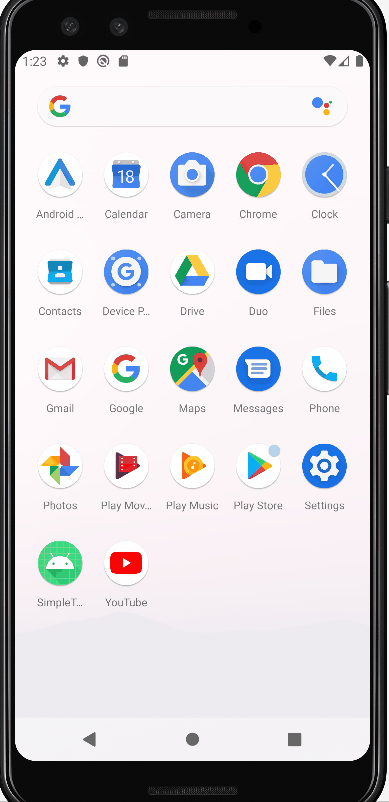 1:23
G
Android ... Calendar Camera Chrome Clock
18
Contacts Device P... Drive Duo Files
G
Gmail Google Maps Messages Phone
G G
Photos Play Mov... Play Music Play Store Settings
SimpleT... YouTube